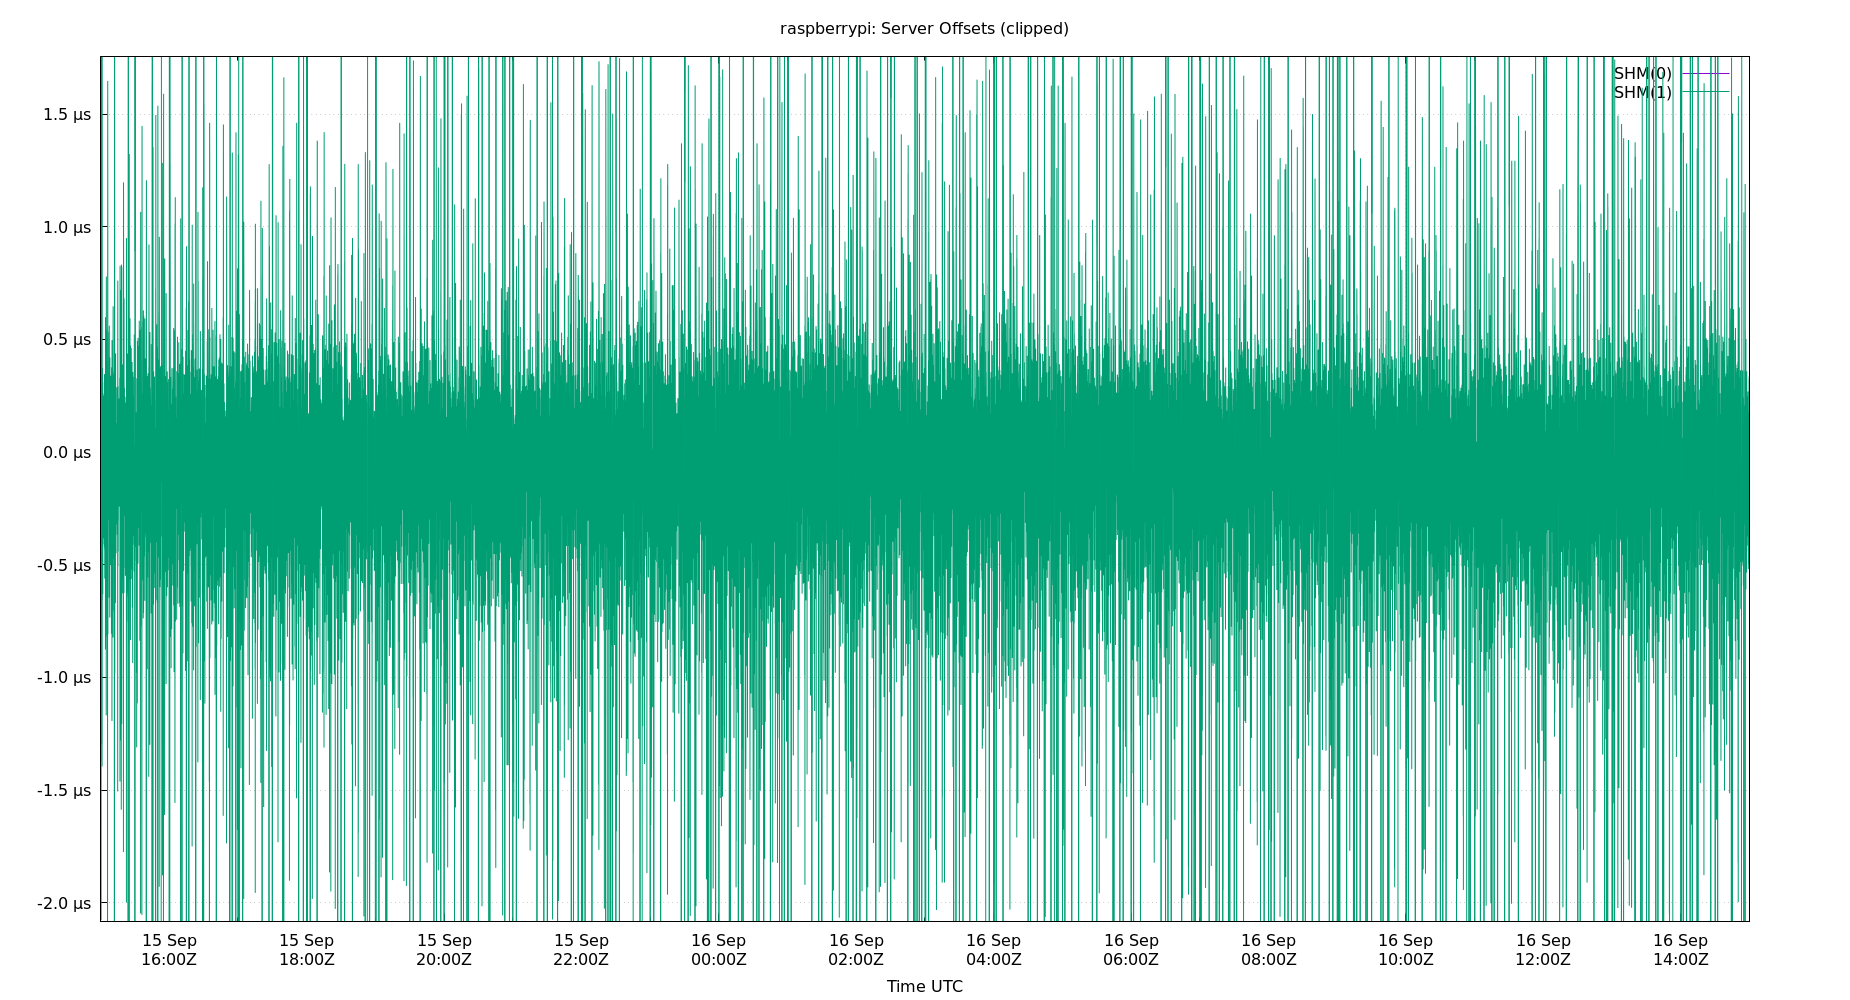 raspberrypi: Server Offsets (clipped)
SHM(0)
SHM(1)
1.5 µs
1.0 µs
0.5 µs
0.0 µs
-0.5 µs
-1.0 µs
-1.5 µs
-2.0 µs
15 Sep 15 Sep 15 Sep 15 Sep 16 Sep 16 Sep 16 Sep 16 Sep 16 Sep 16 Sep 16 Sep 16 Sep
16:00Z 18:00Z 20:00Z 22:00Z 00:00Z 02:00Z 04:00Z 06:00Z 08:00Z 10:00Z 12:00Z 14:00Z
Time UTC